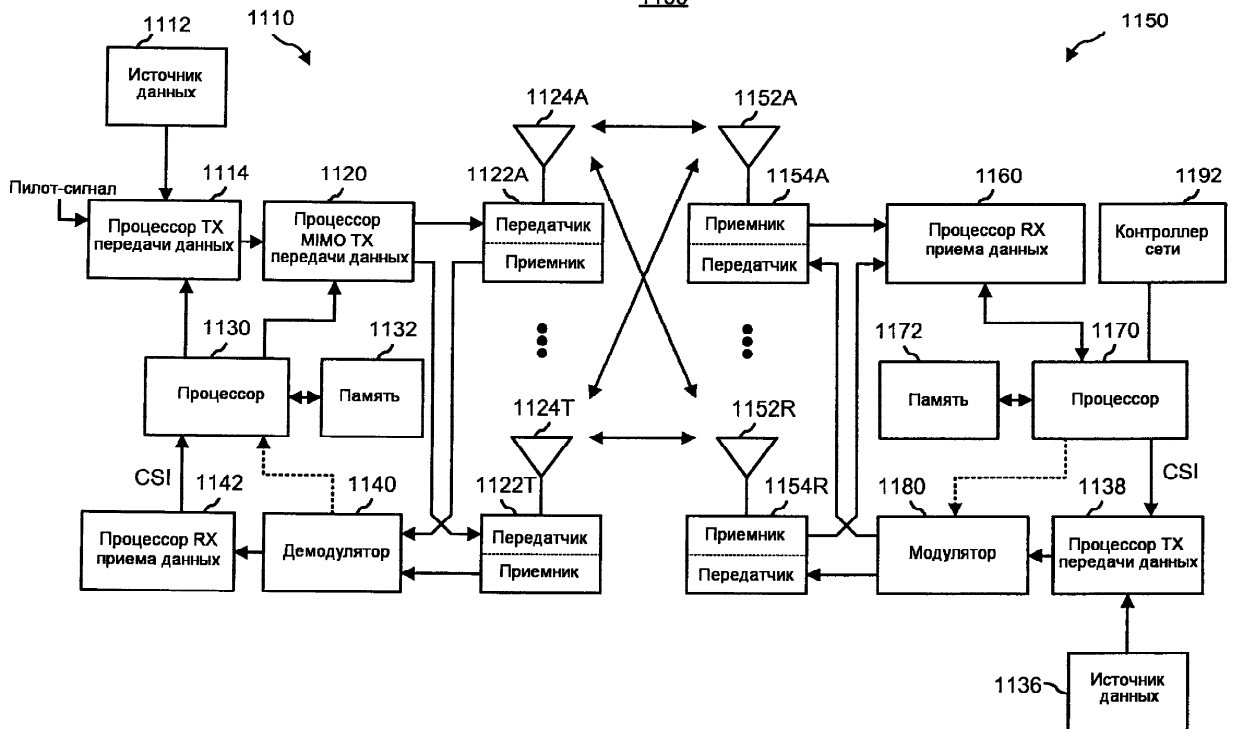 1112
1110
1150
Источник
данных
1124A
1152A
Пилот-сигнал
1114
1120
1122A
1154A
1160
1192
Процессор TX
передачи данных
Процессор
MIMO TX
передачи данных
Передатчик
Приемник
Приемник
Передатчик
Процессор RX
приема данных
Контроллер
сети
1130
1132
1172
1170
Процессор
Память
Память
Процессор
1124T
1152R
CSI
1142
1140
1122T
1154R
1180
1138
CSI
Процессор RX
приема данных
Демодулятор
Передатчик
Приемник
Приемник
Передатчик
Модулятор
Процессор TX
передачи данных
1136
Источник
данных